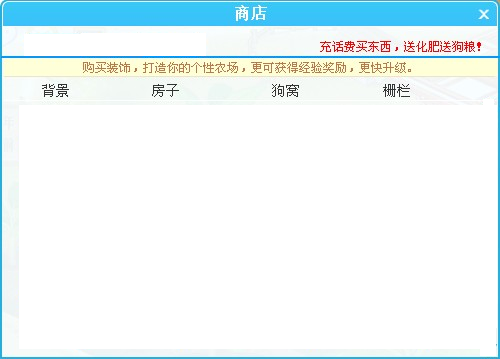 商店
充话费买东西，送化肥送狗粮！
购买装饰，打造你的个性农场，更可获得经验奖励，更快升级。
背景 房子 狗窝 栅栏